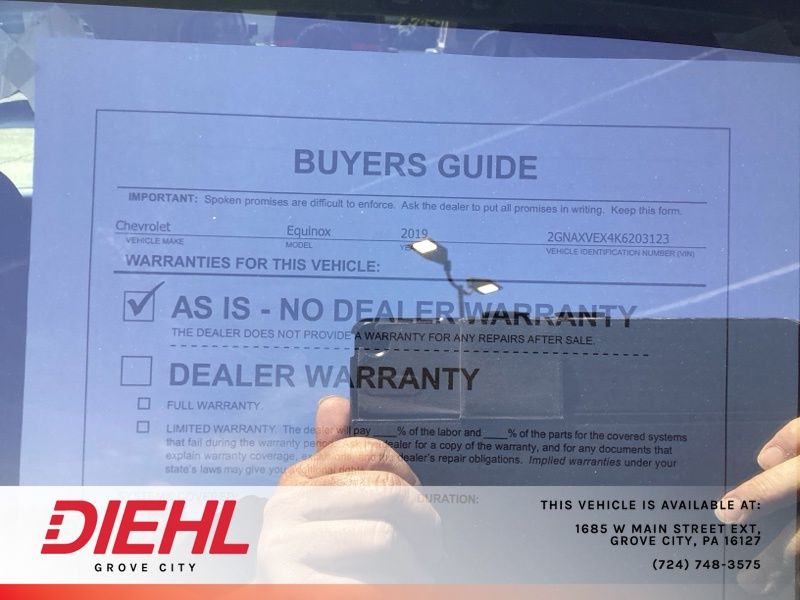 BUYERS GUIDE
IMPORTANT: Spoken promises are difficult to enforce. Ask the dealer to put all promises in writing. Keep this form.
Chevrolet Equinox 2019 2GNAXVEX4K6203123
VEHICLE MAKE MODEL VEHICLE IDENTIFICATION NUMBER (VIN)
WARRANTIES FOR THIS VEHICLE:
AS IS - NO DEALER WARRANTY
THE DEALER DOES NOT PROVIDE A WARRANTY FOR ANY REPAIRS AFTER SALE.
DEALER WARRANTY
FULL WARRANTY.
LIMITED WARRANTY. The dealer will pay ____% of the labor and ____% of the parts for the covered systems
that fail during the warranty dealer for a copy of the warranty, and for any documents that
explain warranty coverage, dealer's repair obligations. Implied warranties under your
state's laws may give you additional rights
DURATION:
DIEHL
GROVE CITY
THIS VEHICLE IS AVAILABLE AT:
1685 W MAIN STREET EXT,
GROVE CITY, PA 16127
(724) 748-3575